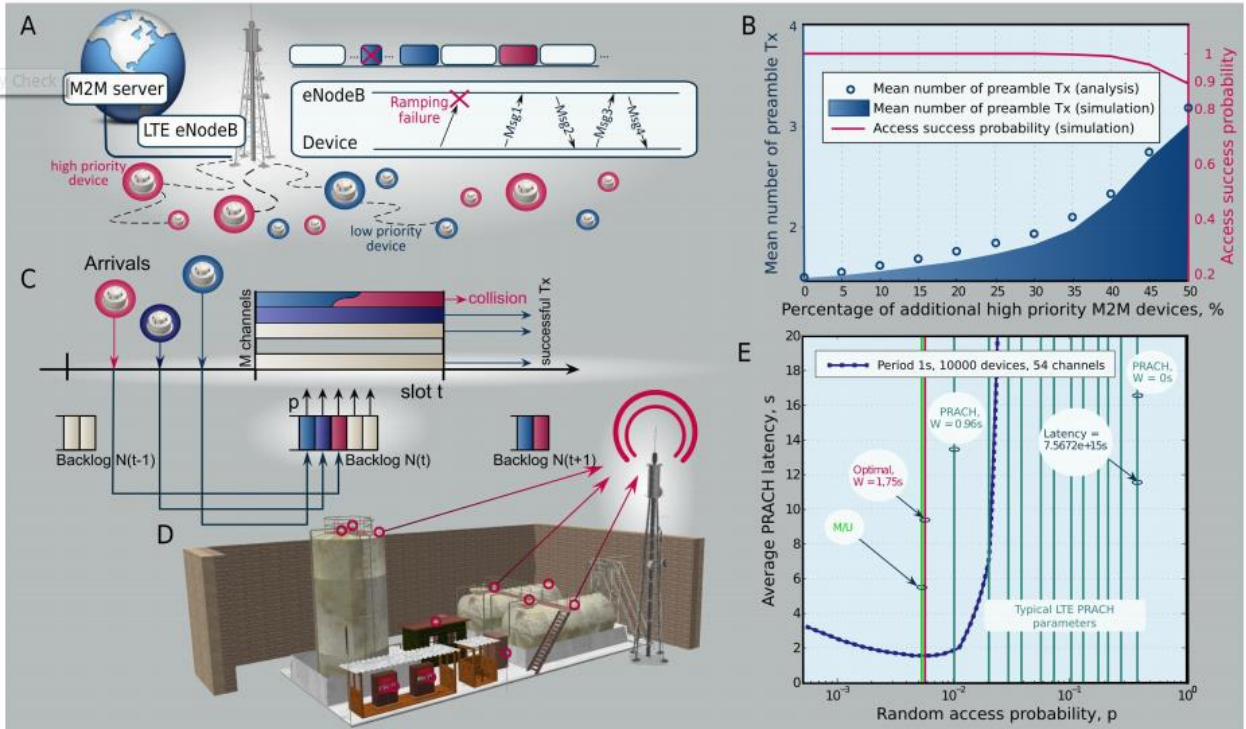 A
y Check
M2M server
LTE eNodeB
high priority
device
low priority
device
... ... ...
eNodeB
Ramping
failure
Msg1
Msg2
Msg3
Msg4
Device
B
Mean number of preamble Tx
4
3
2
Mean number of preamble Tx (analysis)
Mean number of preamble Tx (simulation)
Access success probability (simulation)
1
0.9
0.8
0.6
0.4
0.2
Access success probability
0 5 10 15 20 25 30 35 40 45 50
Percentage of additional high priority M2M devices, %
C
Arrivals
M channels
collision
successful Tx
slot t
p
Backlog N(t-1)
Backlog N(t)
Backlog N(t+1)
D
E
Average PRACH latency, s
20
18
16
14
12
10
8
6
4
2
0
Period 1s, 10000 devices, 54 channels
PRACH,
W = 0s
PRACH,
W = 0.96s
Latency =
7.5672e+15s
Optimal,
W = 1,75s
M/U
Typical LTE PRACH
parameters
10⁻³ 10⁻² 10⁻¹ 10⁰
Random access probability, p